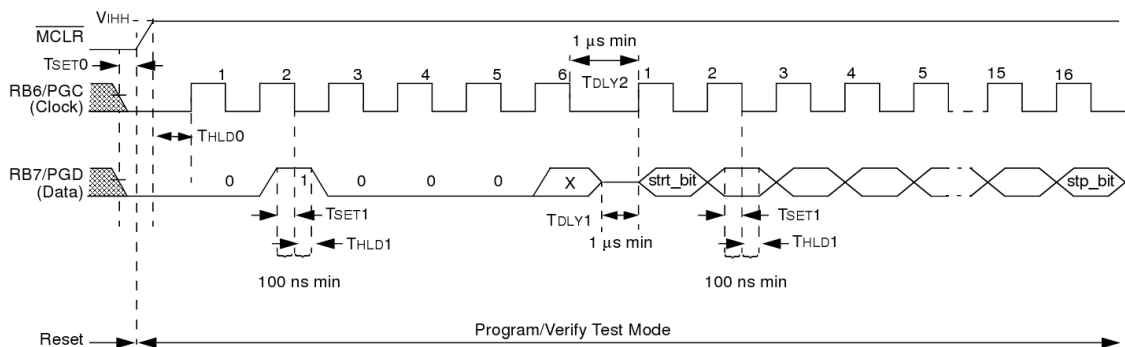 VIHH
MCLR
1 µs min
TSET0
1 2 3 4 5 6 1 2 3 4 5 15 16
RB6/PGC
(Clock)
TDLY2
THLD0
RB7/PGD
(Data)
0 1 0 0 0 X strt_bit stp_bit
TSET1 TDLY1 TSET1
THLD1 1 µs min THLD1
100 ns min 100 ns min
Reset Program/Verify Test Mode